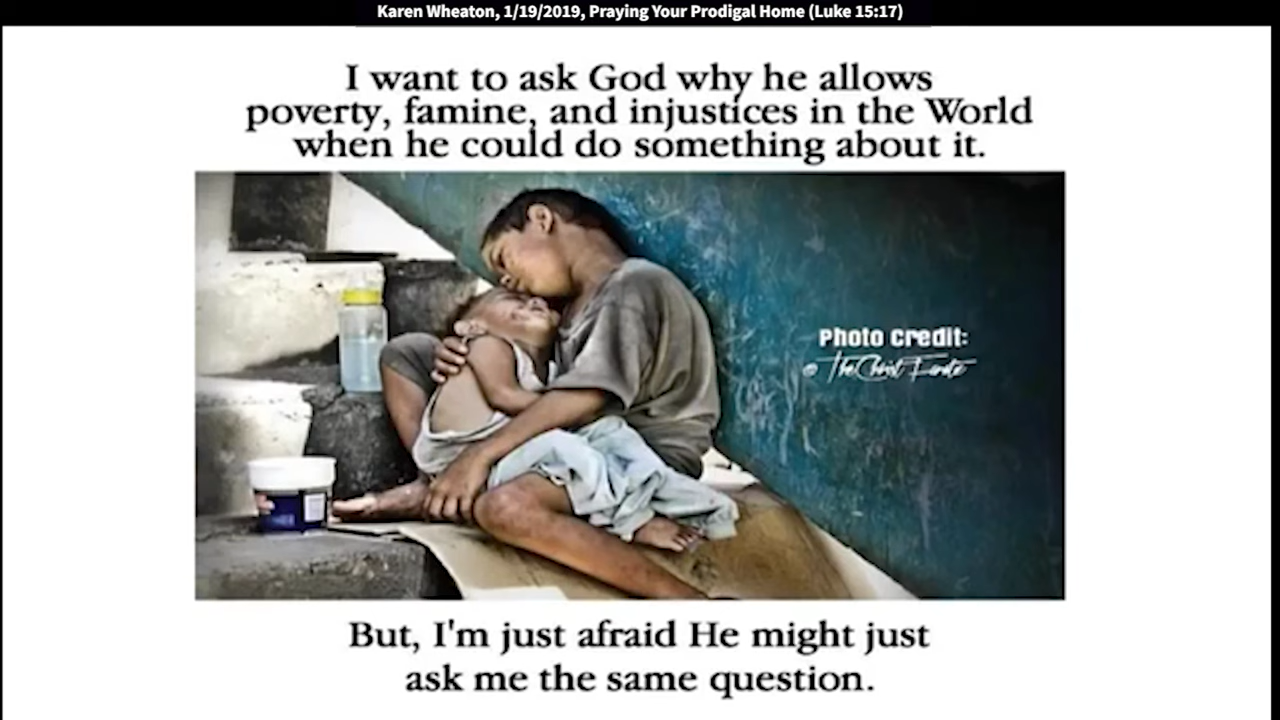 Karen Wheaton, 1/19/2019, Praying Your Prodigal Home (Luke 15:17)
I want to ask God why he allows
poverty, famine, and injustices in the World
when he could do something about it.
Photo Credit:
But, I'm just afraid He might just
ask me the same question.